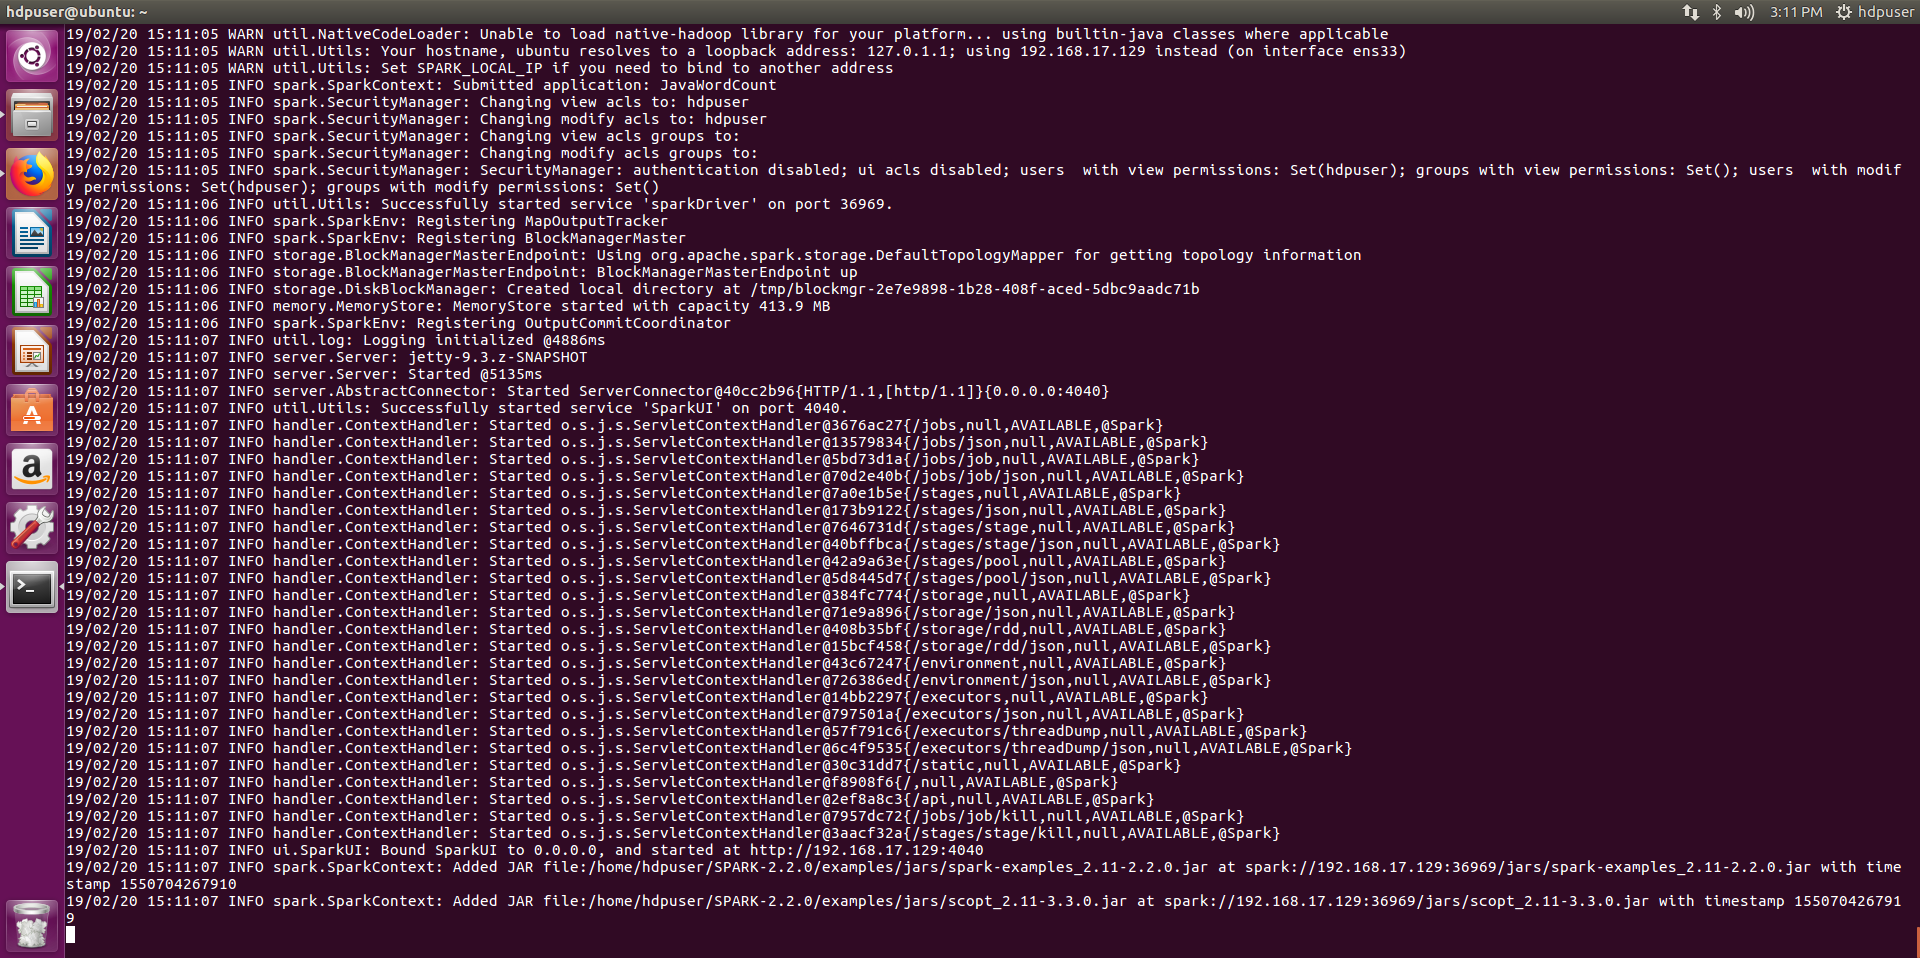 hdpuser@ubuntu: ~
3:11 PM hdpuser
19/02/20 15:11:05 WARN util.NativeCodeLoader: Unable to load native-hadoop library for your platform... using builtin-java classes where applicable
19/02/20 15:11:05 WARN util.Utils: Your hostname, ubuntu resolves to a loopback address: 127.0.1.1; using 192.168.17.129 instead (on interface ens33)
19/02/20 15:11:05 WARN util.Utils: Set SPARK_LOCAL_IP if you need to bind to another address
19/02/20 15:11:05 INFO spark.SparkContext: Submitted application: JavaWordCount
19/02/20 15:11:05 INFO spark.SecurityManager: Changing view acls to: hdpuser
19/02/20 15:11:05 INFO spark.SecurityManager: Changing modify acls to: hdpuser
19/02/20 15:11:05 INFO spark.SecurityManager: Changing view acls groups to:
19/02/20 15:11:05 INFO spark.SecurityManager: Changing modify acls groups to:
19/02/20 15:11:05 INFO spark.SecurityManager: SecurityManager: authentication disabled; ui acls disabled; users  with view permissions: Set(hdpuser); groups with view permissions: Set(); users  with modif
y permissions: Set(hdpuser); groups with modify permissions: Set()
19/02/20 15:11:06 INFO util.Utils: Successfully started service 'sparkDriver' on port 36969.
19/02/20 15:11:06 INFO spark.SparkEnv: Registering MapOutputTracker
19/02/20 15:11:06 INFO spark.SparkEnv: Registering BlockManagerMaster
19/02/20 15:11:06 INFO storage.BlockManagerMasterEndpoint: Using org.apache.spark.storage.DefaultTopologyMapper for getting topology information
19/02/20 15:11:06 INFO storage.BlockManagerMasterEndpoint: BlockManagerMasterEndpoint up
19/02/20 15:11:06 INFO storage.DiskBlockManager: Created local directory at /tmp/blockmgr-2e7e9898-1b28-408f-aced-5dbc9aadc71b
19/02/20 15:11:06 INFO memory.MemoryStore: MemoryStore started with capacity 413.9 MB
19/02/20 15:11:06 INFO spark.SparkEnv: Registering OutputCommitCoordinator
19/02/20 15:11:07 INFO util.log: Logging initialized @4886ms
19/02/20 15:11:07 INFO server.Server: jetty-9.3.z-SNAPSHOT
19/02/20 15:11:07 INFO server.Server: Started @5135ms
19/02/20 15:11:07 INFO server.AbstractConnector: Started ServerConnector@40cc2b96{HTTP/1.1,[http/1.1]}{0.0.0.0:4040}
19/02/20 15:11:07 INFO util.Utils: Successfully started service 'SparkUI' on port 4040.
19/02/20 15:11:07 INFO handler.ContextHandler: Started o.s.j.s.ServletContextHandler@3676ac27{/jobs,null,AVAILABLE,@Spark}
19/02/20 15:11:07 INFO handler.ContextHandler: Started o.s.j.s.ServletContextHandler@13579834{/jobs/json,null,AVAILABLE,@Spark}
19/02/20 15:11:07 INFO handler.ContextHandler: Started o.s.j.s.ServletContextHandler@5bd73d1a{/jobs/job,null,AVAILABLE,@Spark}
19/02/20 15:11:07 INFO handler.ContextHandler: Started o.s.j.s.ServletContextHandler@70d2e40b{/jobs/job/json,null,AVAILABLE,@Spark}
19/02/20 15:11:07 INFO handler.ContextHandler: Started o.s.j.s.ServletContextHandler@7a0e1b5e{/stages,null,AVAILABLE,@Spark}
19/02/20 15:11:07 INFO handler.ContextHandler: Started o.s.j.s.ServletContextHandler@173b9122{/stages/json,null,AVAILABLE,@Spark}
19/02/20 15:11:07 INFO handler.ContextHandler: Started o.s.j.s.ServletContextHandler@7646731d{/stages/stage,null,AVAILABLE,@Spark}
19/02/20 15:11:07 INFO handler.ContextHandler: Started o.s.j.s.ServletContextHandler@40bffbca{/stages/stage/json,null,AVAILABLE,@Spark}
19/02/20 15:11:07 INFO handler.ContextHandler: Started o.s.j.s.ServletContextHandler@42a9a63e{/stages/pool,null,AVAILABLE,@Spark}
19/02/20 15:11:07 INFO handler.ContextHandler: Started o.s.j.s.ServletContextHandler@5d8445d7{/stages/pool/json,null,AVAILABLE,@Spark}
19/02/20 15:11:07 INFO handler.ContextHandler: Started o.s.j.s.ServletContextHandler@384fc774{/storage,null,AVAILABLE,@Spark}
19/02/20 15:11:07 INFO handler.ContextHandler: Started o.s.j.s.ServletContextHandler@71e9a896{/storage/json,null,AVAILABLE,@Spark}
19/02/20 15:11:07 INFO handler.ContextHandler: Started o.s.j.s.ServletContextHandler@408b35bf{/storage/rdd,null,AVAILABLE,@Spark}
19/02/20 15:11:07 INFO handler.ContextHandler: Started o.s.j.s.ServletContextHandler@15bcf458{/storage/rdd/json,null,AVAILABLE,@Spark}
19/02/20 15:11:07 INFO handler.ContextHandler: Started o.s.j.s.ServletContextHandler@43c67247{/environment,null,AVAILABLE,@Spark}
19/02/20 15:11:07 INFO handler.ContextHandler: Started o.s.j.s.ServletContextHandler@726386ed{/environment/json,null,AVAILABLE,@Spark}
19/02/20 15:11:07 INFO handler.ContextHandler: Started o.s.j.s.ServletContextHandler@14bb2297{/executors,null,AVAILABLE,@Spark}
19/02/20 15:11:07 INFO handler.ContextHandler: Started o.s.j.s.ServletContextHandler@797501a{/executors/json,null,AVAILABLE,@Spark}
19/02/20 15:11:07 INFO handler.ContextHandler: Started o.s.j.s.ServletContextHandler@57f791c6{/executors/threadDump,null,AVAILABLE,@Spark}
19/02/20 15:11:07 INFO handler.ContextHandler: Started o.s.j.s.ServletContextHandler@6c4f9535{/executors/threadDump/json,null,AVAILABLE,@Spark}
19/02/20 15:11:07 INFO handler.ContextHandler: Started o.s.j.s.ServletContextHandler@30c31dd7{/static,null,AVAILABLE,@Spark}
19/02/20 15:11:07 INFO handler.ContextHandler: Started o.s.j.s.ServletContextHandler@f8908f6{/,null,AVAILABLE,@Spark}
19/02/20 15:11:07 INFO handler.ContextHandler: Started o.s.j.s.ServletContextHandler@2ef8a8c3{/api,null,AVAILABLE,@Spark}
19/02/20 15:11:07 INFO handler.ContextHandler: Started o.s.j.s.ServletContextHandler@7957dc72{/jobs/job/kill,null,AVAILABLE,@Spark}
19/02/20 15:11:07 INFO handler.ContextHandler: Started o.s.j.s.ServletContextHandler@3aacf32a{/stages/stage/kill,null,AVAILABLE,@Spark}
19/02/20 15:11:07 INFO ui.SparkUI: Bound SparkUI to 0.0.0.0, and started at http://192.168.17.129:4040
19/02/20 15:11:07 INFO spark.SparkContext: Added JAR file:/home/hdpuser/SPARK-2.2.0/examples/jars/spark-examples_2.11-2.2.0.jar at spark://192.168.17.129:36969/jars/spark-examples_2.11-2.2.0.jar with time
stamp 1550704267910
19/02/20 15:11:07 INFO spark.SparkContext: Added JAR file:/home/hdpuser/SPARK-2.2.0/examples/jars/scopt_2.11-3.3.0.jar at spark://192.168.17.129:36969/jars/scopt_2.11-3.3.0.jar with timestamp 155070426791
9